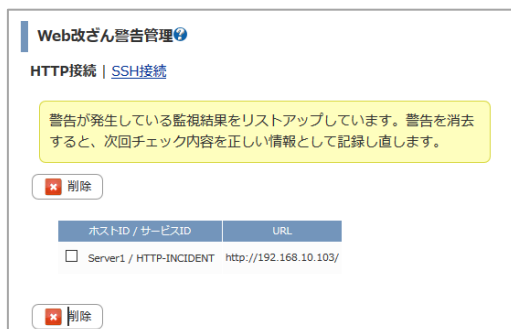 Web改ざん警告管理?
HTTP接続 | SSH接続
警告が発生している監視結果をリストアップしています。警告を消去
すると、次回チェック内容を正しい情報として記録し直します。
削除
ホストID / サービスID URL
Server1 / HTTP-INCIDENT http://192.168.10.103/
削除